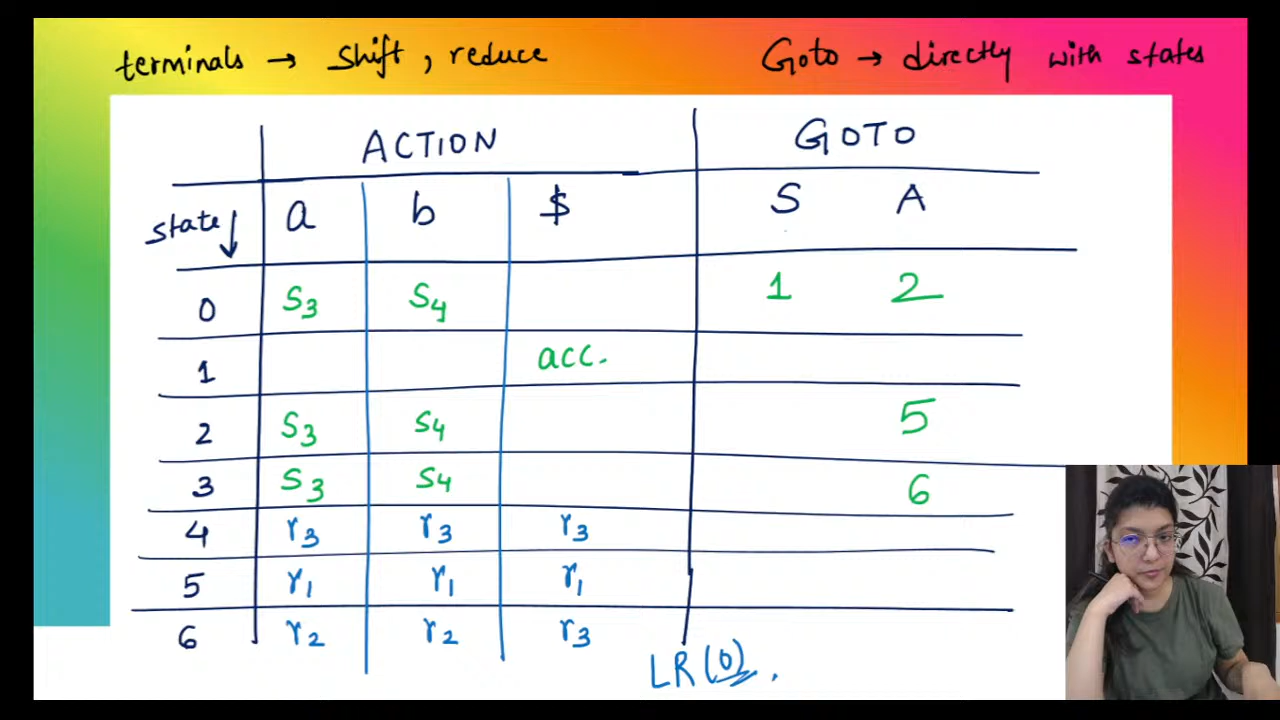 terminals → Shift, reduce
Goto → directly with states
ACTION GOTO
state↓ a b $ S A
0 S3 S4 1 2
1 acc.
2 S3 S4 5
3 S3 S4 6
4 r3 r3 r3
5 r1 r1 r1
6 r2 r2 r3
LR(0).